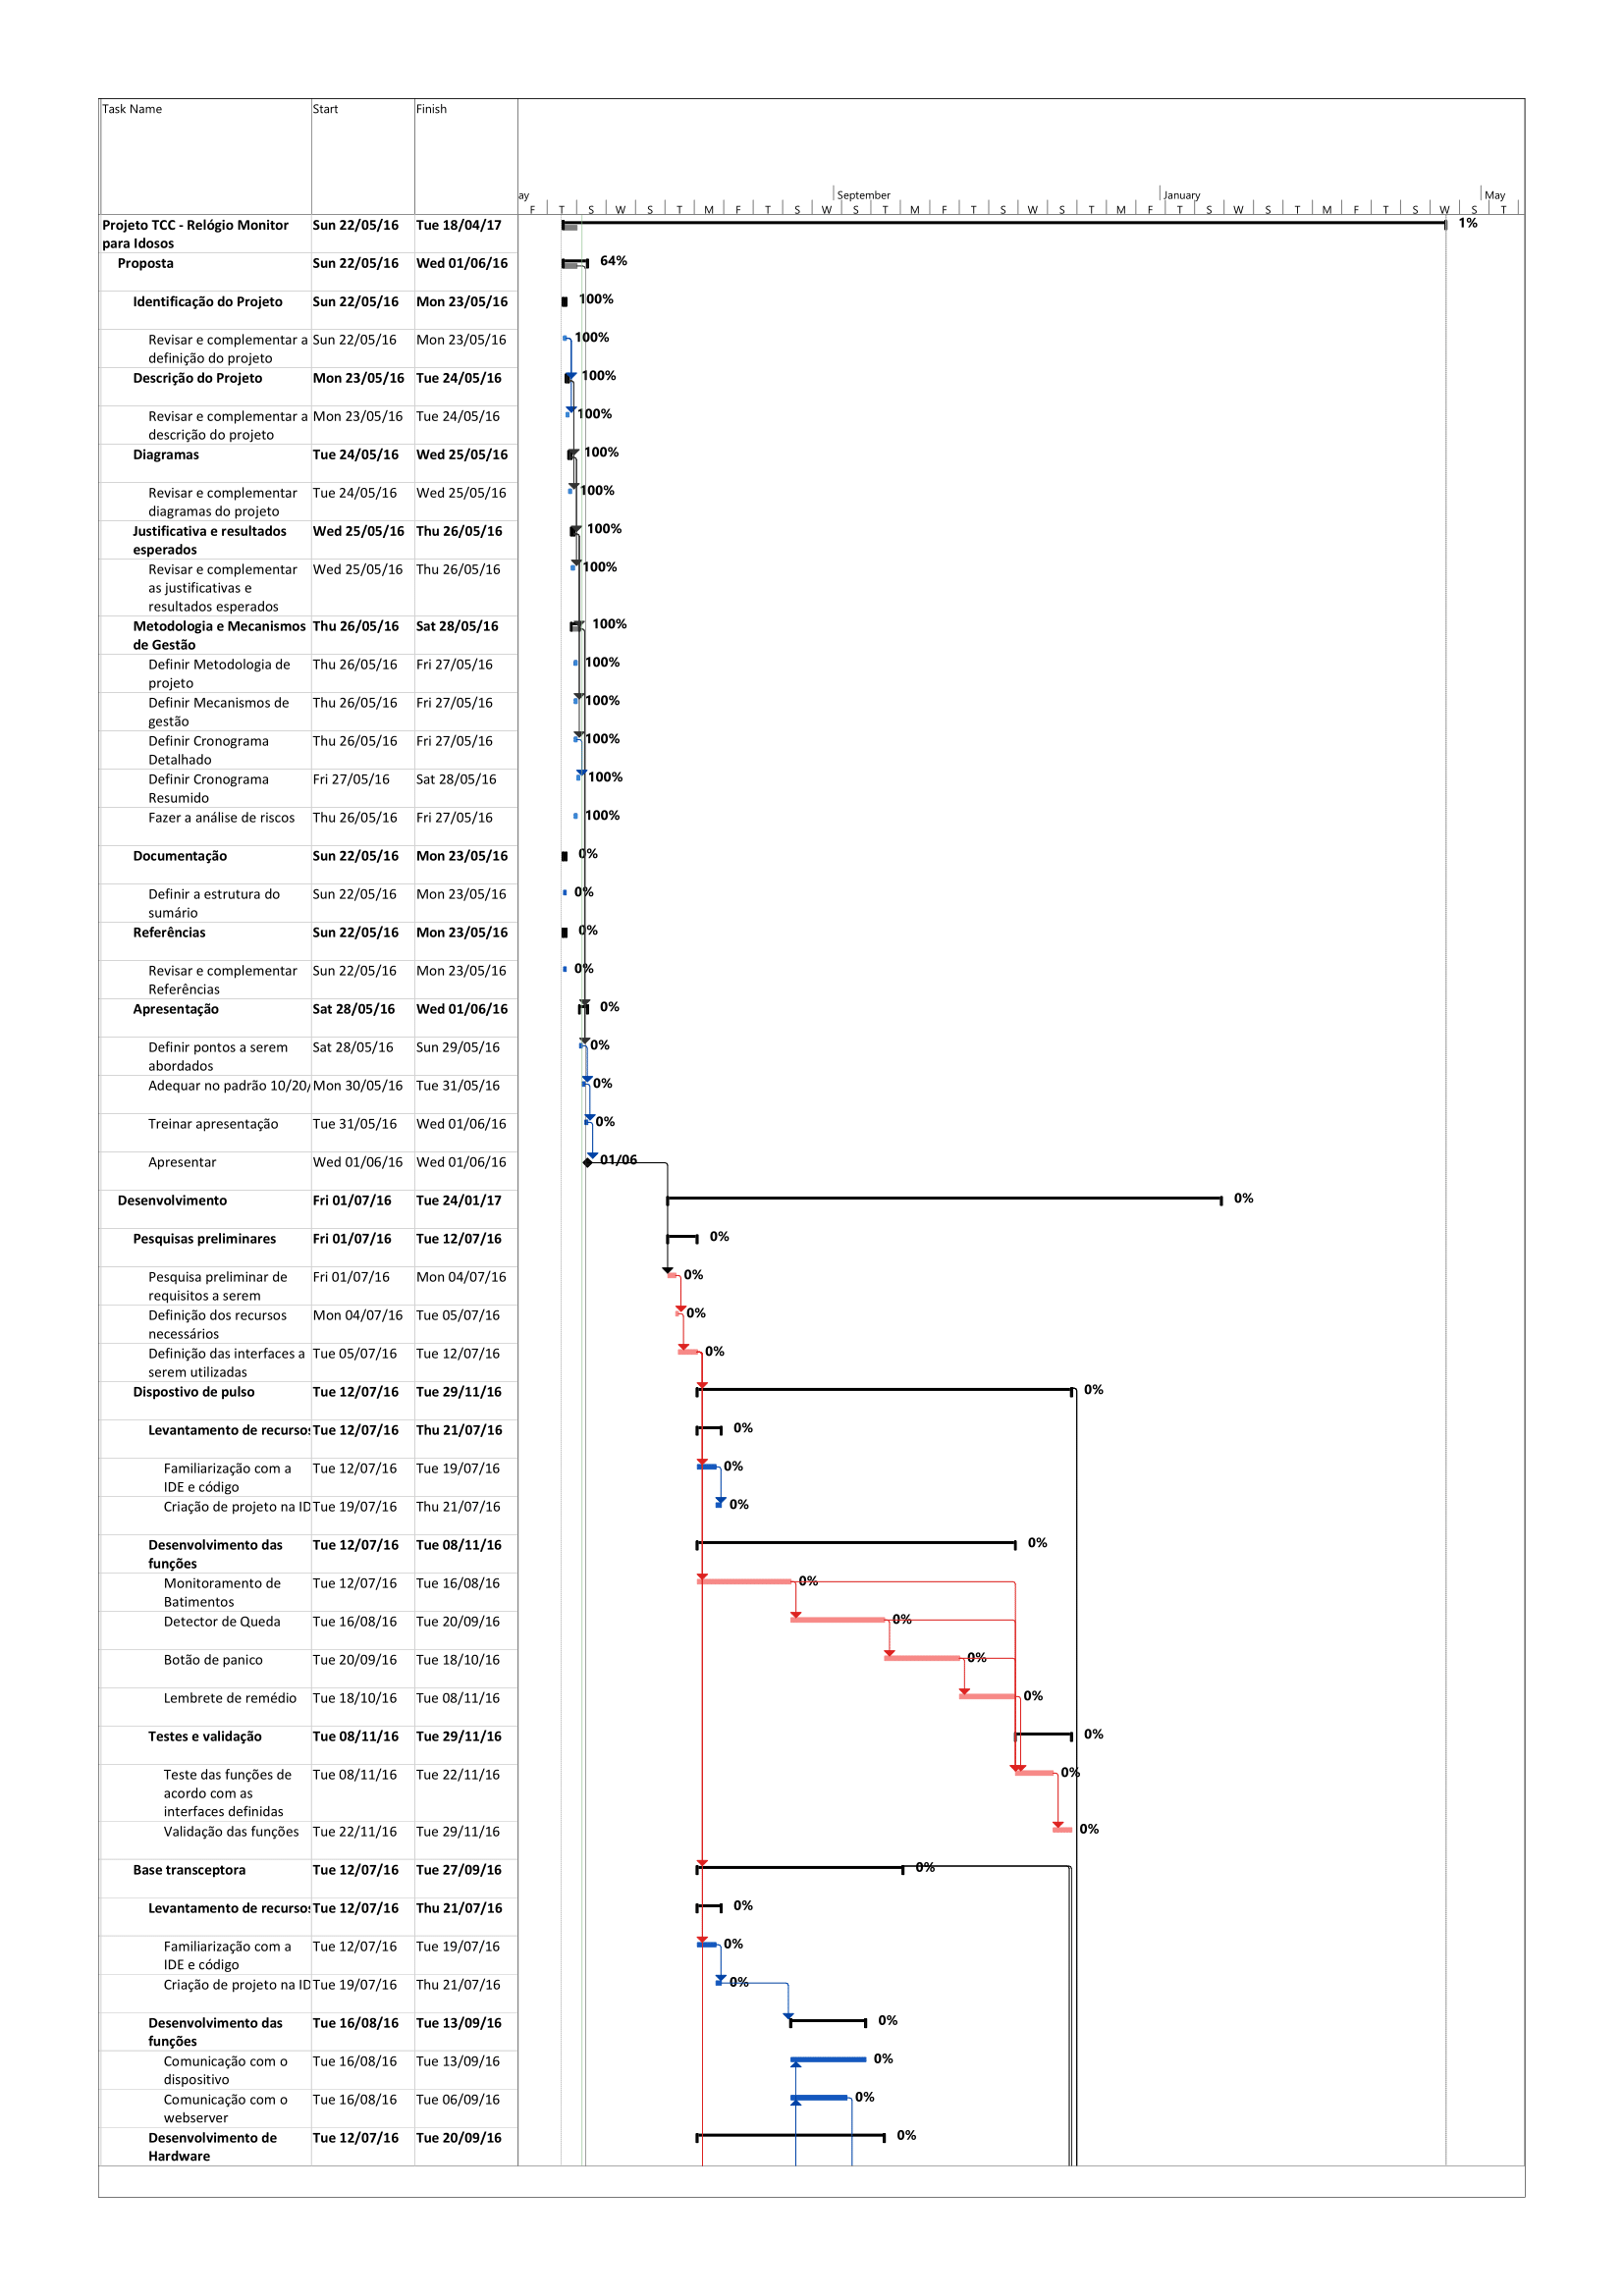 Task Name Start Finish
ay September January May
F T S W S T M F T S W S T M F T S W S T M F T S W S T M F T S W S T
Projeto TCC - Relógio Monitor Sun 22/05/16 Tue 18/04/17 1%
para Idosos
Proposta Sun 22/05/16 Wed 01/06/16 64%
Identificação do Projeto Sun 22/05/16 Mon 23/05/16 100%
Revisar e complementar a Sun 22/05/16 Mon 23/05/16 100%
definição do projeto
Descrição do Projeto Mon 23/05/16 Tue 24/05/16 100%
Revisar e complementar a Mon 23/05/16 Tue 24/05/16 100%
descrição do projeto
Diagramas Tue 24/05/16 Wed 25/05/16 100%
Revisar e complementar Tue 24/05/16 Wed 25/05/16 100%
diagramas do projeto
Justificativa e resultados Wed 25/05/16 Thu 26/05/16 100%
esperados
Revisar e complementar Wed 25/05/16 Thu 26/05/16 100%
as justificativas e
resultados esperados
Metodologia e Mecanismos Thu 26/05/16 Sat 28/05/16 100%
de Gestão
Definir Metodologia de Thu 26/05/16 Fri 27/05/16 100%
projeto
Definir Mecanismos de Thu 26/05/16 Fri 27/05/16 100%
gestão
Definir Cronograma Thu 26/05/16 Fri 27/05/16 100%
Detalhado
Definir Cronograma Fri 27/05/16 Sat 28/05/16 100%
Resumido
Fazer a análise de riscos Thu 26/05/16 Fri 27/05/16 100%
Documentação Sun 22/05/16 Mon 23/05/16 0%
Definir a estrutura do Sun 22/05/16 Mon 23/05/16 0%
sumário
Referências Sun 22/05/16 Mon 23/05/16 0%
Revisar e complementar Sun 22/05/16 Mon 23/05/16 0%
Referências
Apresentação Sat 28/05/16 Wed 01/06/16 0%
Definir pontos a serem Sat 28/05/16 Sun 29/05/16 0%
abordados
Adequar no padrão 10/20/ Mon 30/05/16 Tue 31/05/16 0%
Treinar apresentação Tue 31/05/16 Wed 01/06/16 0%
Apresentar Wed 01/06/16 Wed 01/06/16 01/06
Desenvolvimento Fri 01/07/16 Tue 24/01/17 0%
Pesquisas preliminares Fri 01/07/16 Tue 12/07/16 0%
Pesquisa preliminar de Fri 01/07/16 Mon 04/07/16 0%
requisitos a serem
Definição dos recursos Mon 04/07/16 Tue 05/07/16 0%
necessários
Definição das interfaces a Tue 05/07/16 Tue 12/07/16 0%
serem utilizadas
Dispostivo de pulso Tue 12/07/16 Tue 29/11/16 0%
Levantamento de recursos Tue 12/07/16 Thu 21/07/16 0%
Familiarização com a Tue 12/07/16 Tue 19/07/16 0%
IDE e código
Criação de projeto na ID Tue 19/07/16 Thu 21/07/16 0%
Desenvolvimento das Tue 12/07/16 Tue 08/11/16 0%
funções
Monitoramento de Tue 12/07/16 Tue 16/08/16 0%
Batimentos
Detector de Queda Tue 16/08/16 Tue 20/09/16 0%
Botão de panico Tue 20/09/16 Tue 18/10/16 0%
Lembrete de remédio Tue 18/10/16 Tue 08/11/16 0%
Testes e validação Tue 08/11/16 Tue 29/11/16 0%
Teste das funções de Tue 08/11/16 Tue 22/11/16 0%
acordo com as
interfaces definidas
Validação das funções Tue 22/11/16 Tue 29/11/16 0%
Base transceptora Tue 12/07/16 Tue 27/09/16 0%
Levantamento de recursos Tue 12/07/16 Thu 21/07/16 0%
Familiarização com a Tue 12/07/16 Tue 19/07/16 0%
IDE e código
Criação de projeto na ID Tue 19/07/16 Thu 21/07/16 0%
Desenvolvimento das Tue 16/08/16 Tue 13/09/16 0%
funções
Comunicação com o Tue 16/08/16 Tue 13/09/16 0%
dispositivo
Comunicação com o Tue 16/08/16 Tue 06/09/16 0%
webserver
Desenvolvimento de Tue 12/07/16 Tue 20/09/16 0%
Hardware